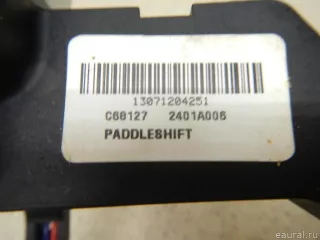 13071204251
C68127 2401A006
PADDLESHIFT
eaural.ru